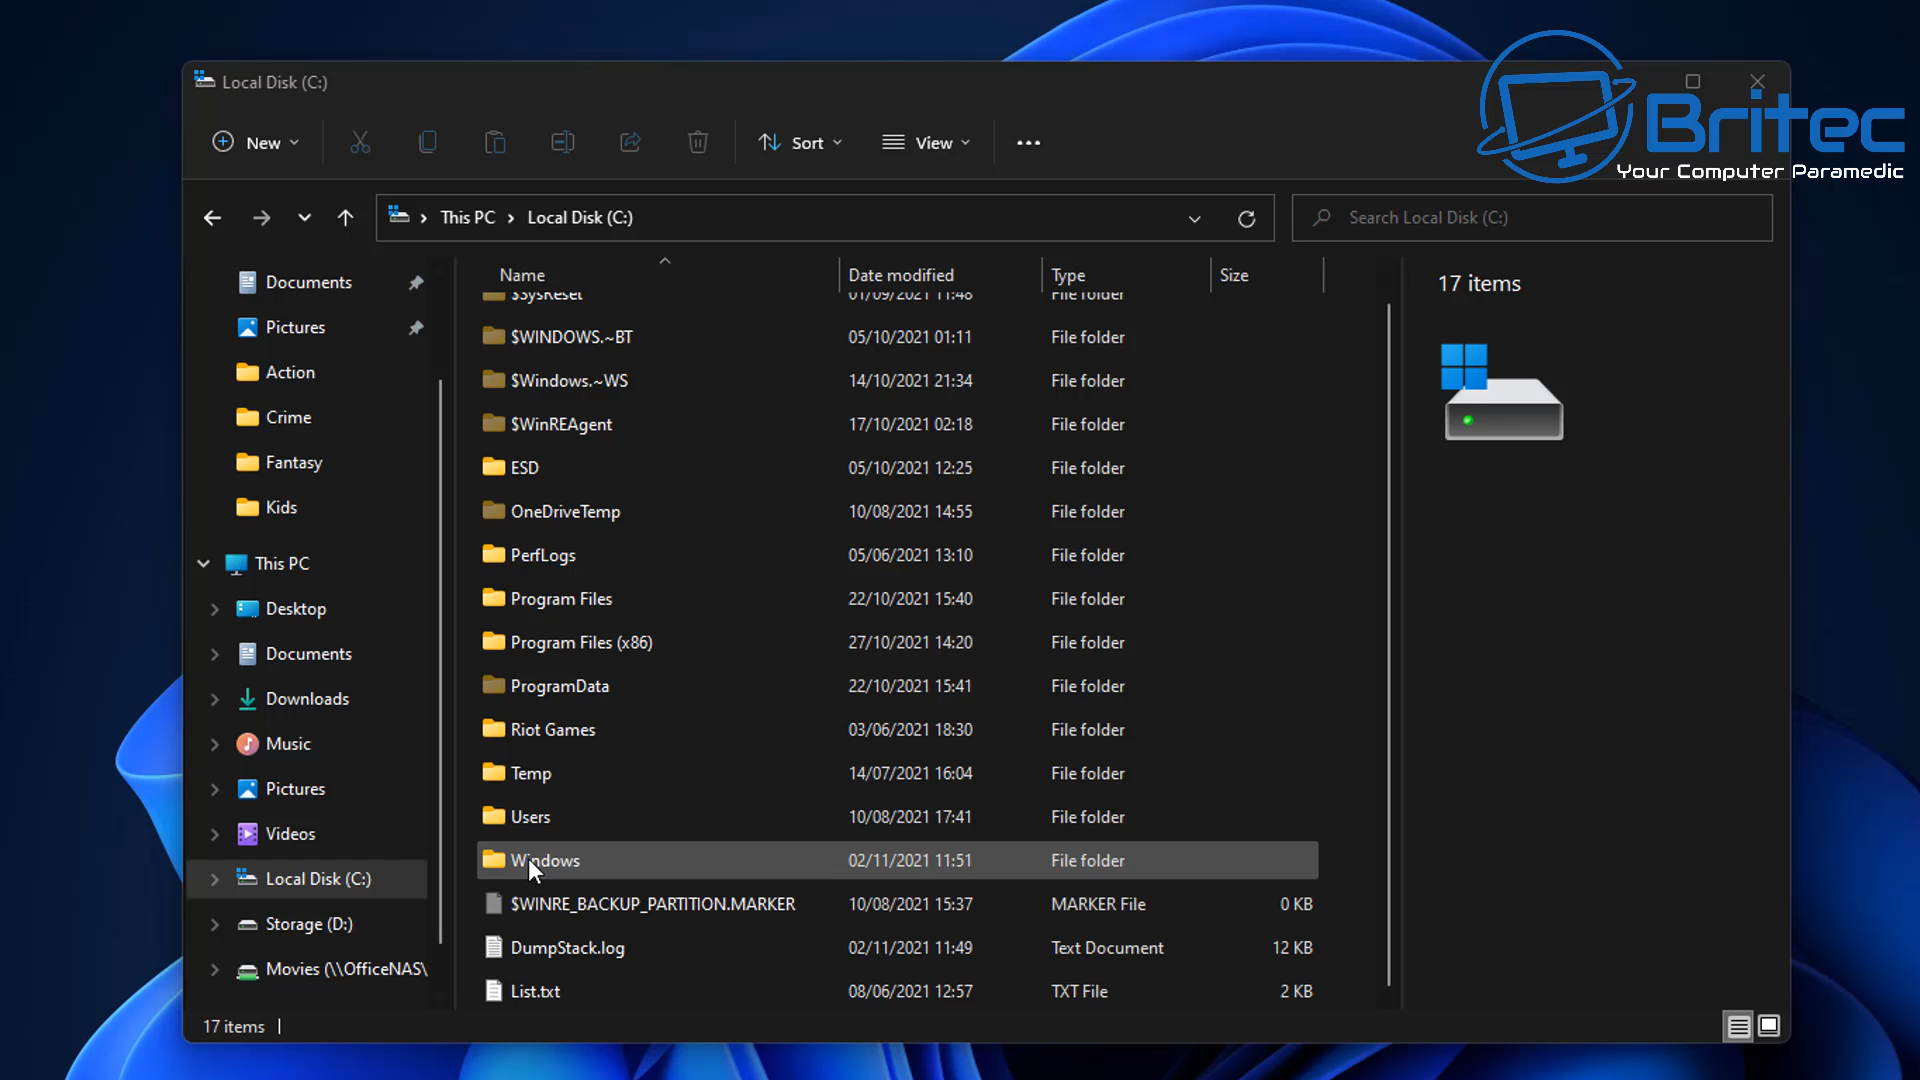 Local Disk (C:)
Britec
Your Computer Paramedic
New
Sort
View
This PC
Local Disk (C:)
Search Local Disk (C:)
Documents
Pictures
Action
Crime
Fantasy
Kids
This PC
Desktop
Documents
Downloads
Music
Pictures
Videos
Local Disk (C:)
Storage (D:)
Movies (\\OfficeNAS\
Name Date modified Type Size
$SysReset 01/09/2021 11:48 File folder
$WINDOWS.~BT 05/10/2021 01:11 File folder
$Windows.~WS 14/10/2021 21:34 File folder
$WinREAgent 17/10/2021 02:18 File folder
ESD 05/10/2021 12:25 File folder
OneDriveTemp 10/08/2021 14:55 File folder
PerfLogs 05/06/2021 13:10 File folder
Program Files 22/10/2021 15:40 File folder
Program Files (x86) 27/10/2021 14:20 File folder
ProgramData 22/10/2021 15:41 File folder
Riot Games 03/06/2021 18:30 File folder
Temp 14/07/2021 16:04 File folder
Users 10/08/2021 17:41 File folder
Windows 02/11/2021 11:51 File folder
$WINRE_BACKUP_PARTITION.MARKER 10/08/2021 15:37 MARKER File 0 KB
DumpStack.log 02/11/2021 11:49 Text Document 12 KB
List.txt 08/06/2021 12:57 TXT File 2 KB
17 items
17 items